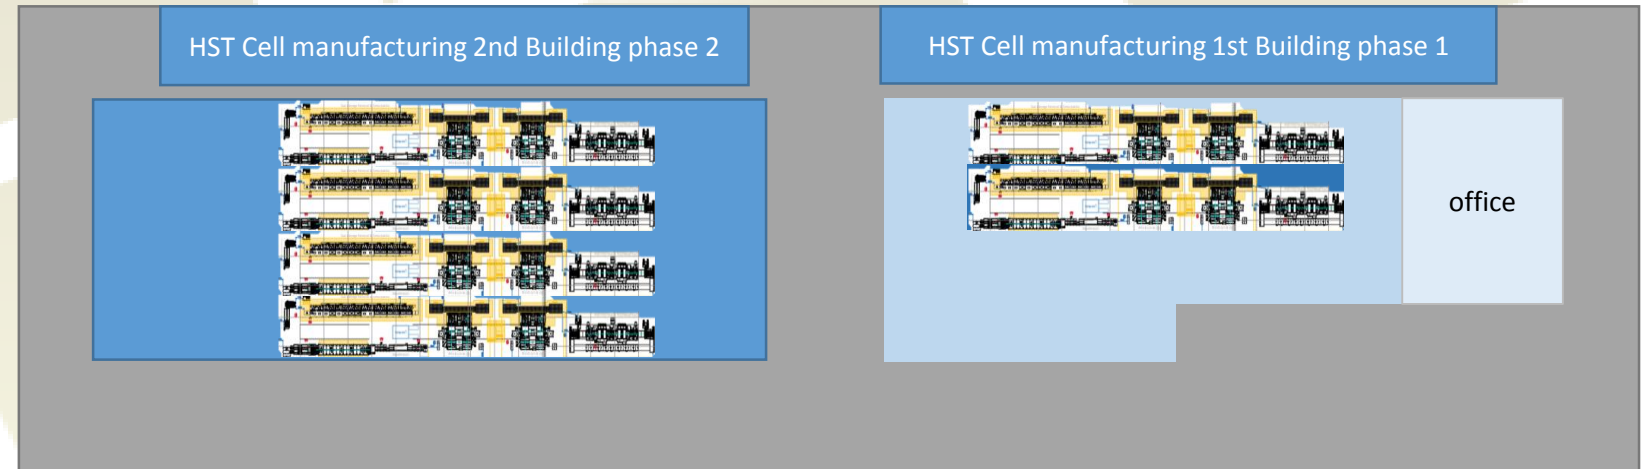 HST Cell manufacturing 2nd Building phase 2
HST Cell manufacturing 1st Building phase 1
office